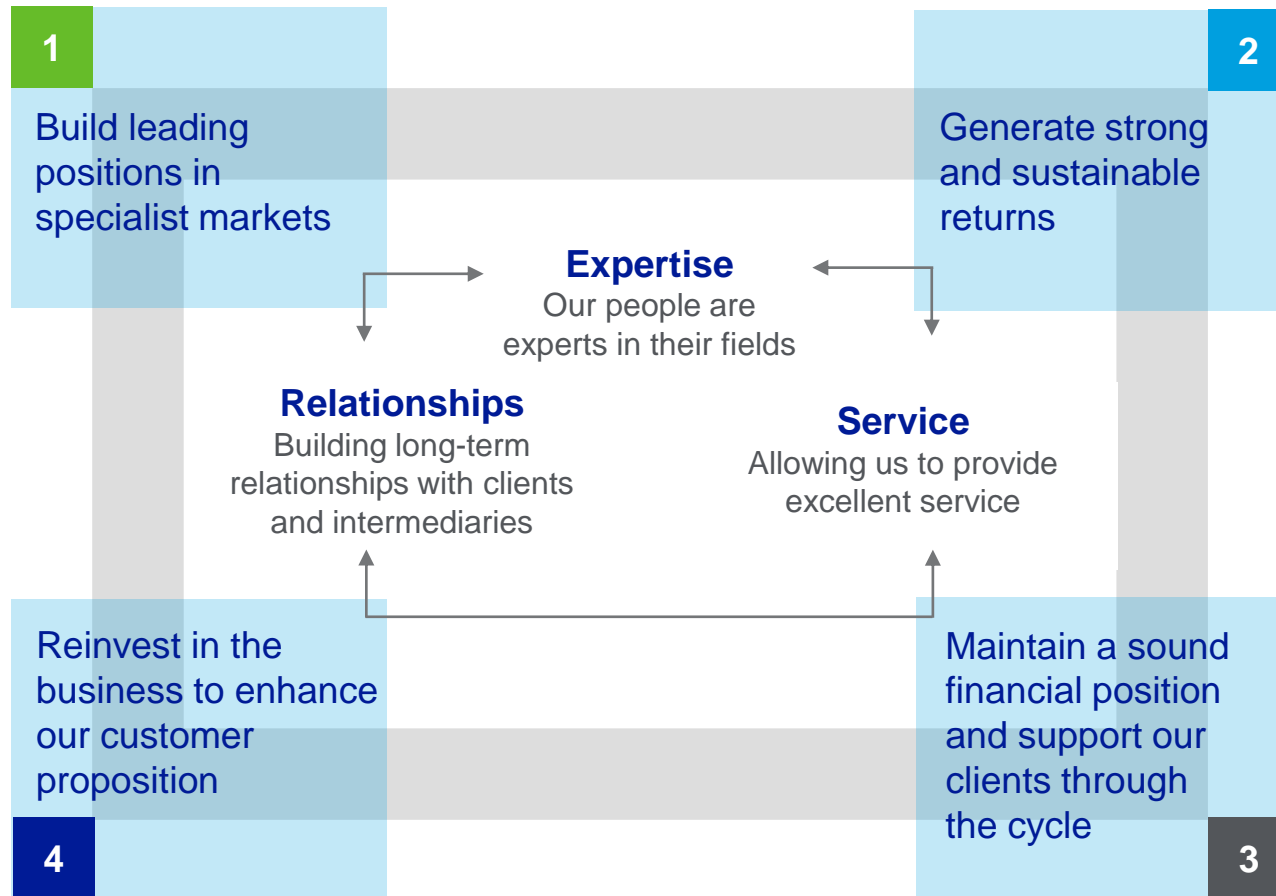 1
Build leading
positions in
specialist markets
2
Generate strong
and sustainable
returns
Expertise
Our people are
experts in their fields
Relationships
Building long-term
relationships with clients
and intermediaries
Service
Allowing us to provide
excellent service
Reinvest in the
business to enhance
our customer
proposition
4
Maintain a sound
financial position
and support our
clients through
the cycle
3